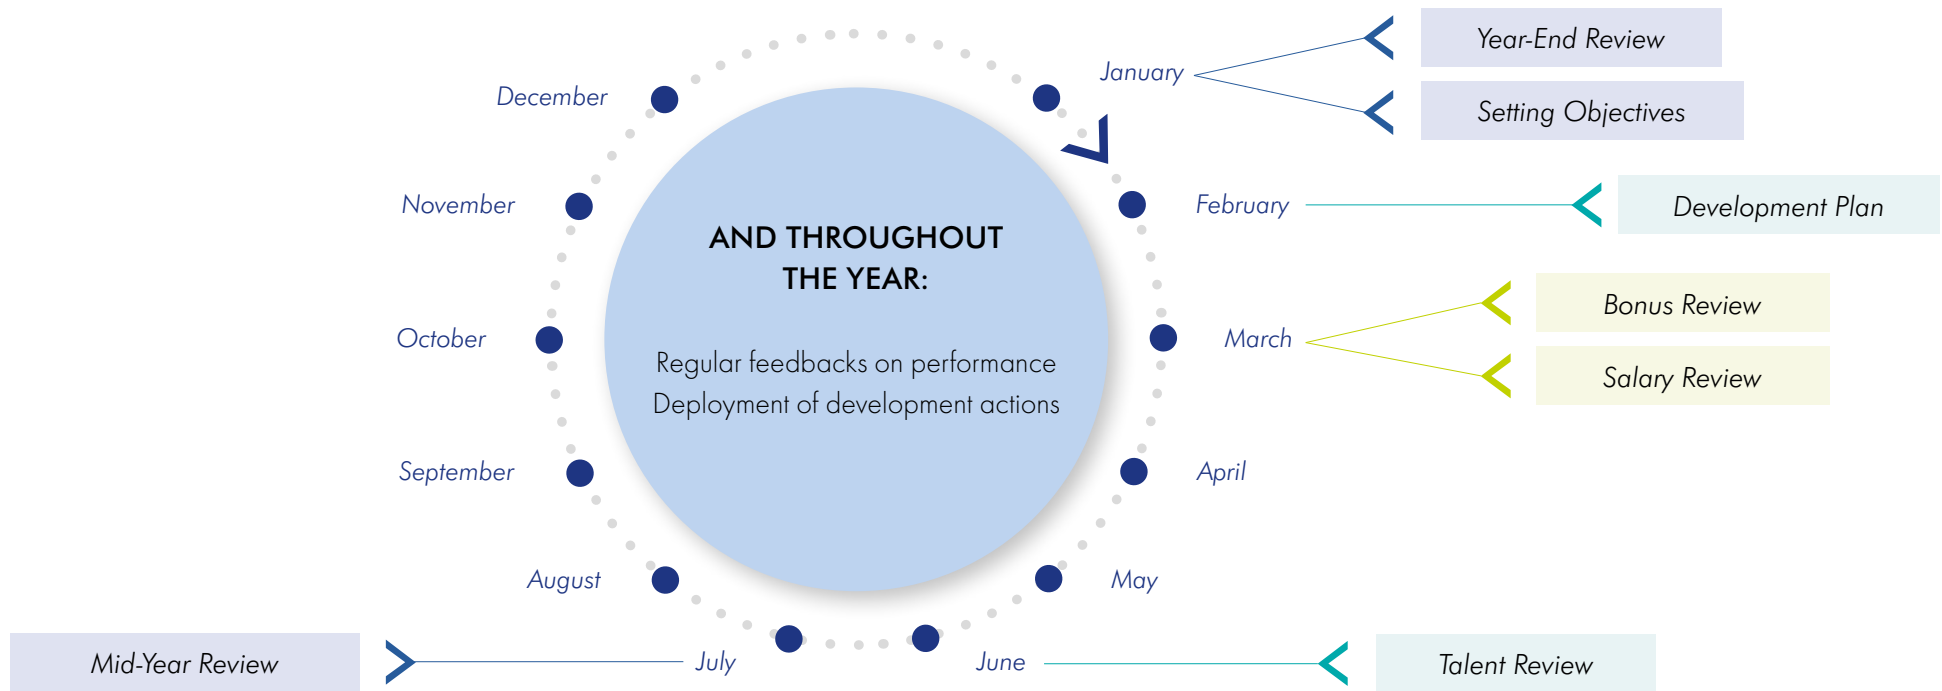 January
Year-End Review
Setting Objectives
February
Development Plan
March
Bonus Review
Salary Review
April
May
June
Talent Review
July
Mid-Year Review
August
September
October
November
December
AND THROUGHOUT
THE YEAR:
Regular feedbacks on performance
Deployment of development actions